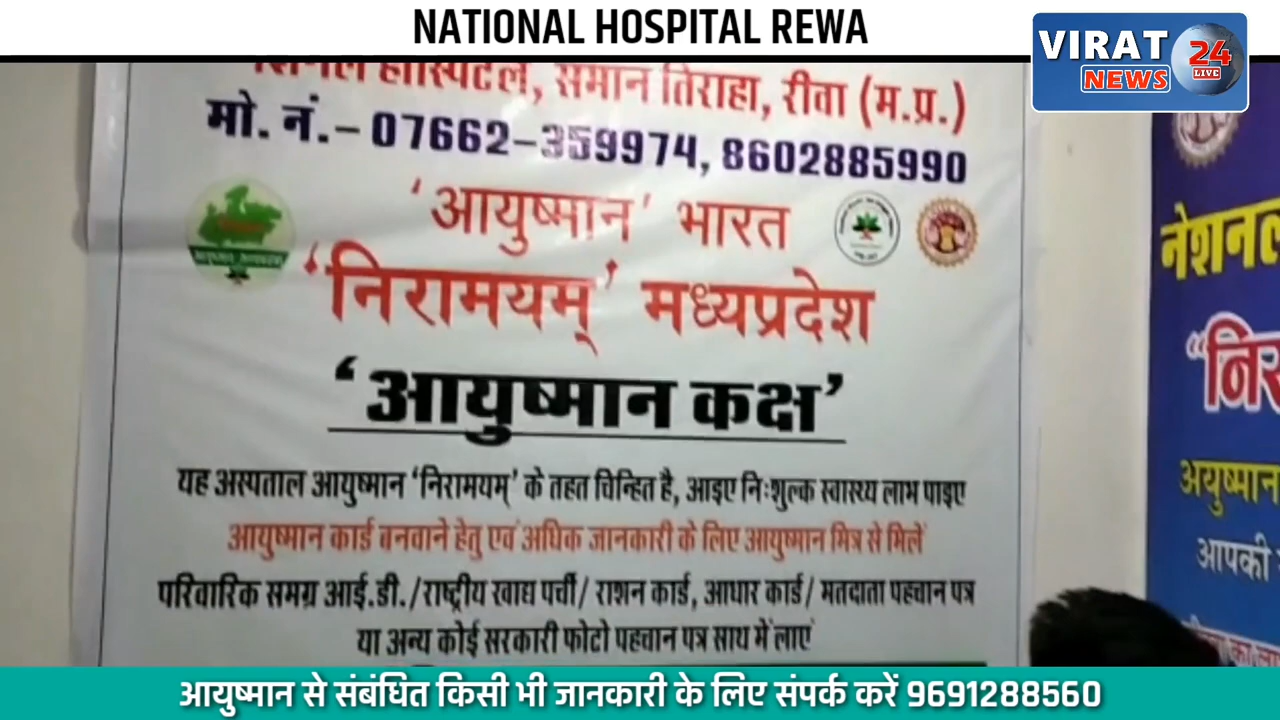 NATIONAL HOSPITAL REWA
VIRAT
24
LIVE
NEWS
हॉस्पिटल, समान तिराहा, रीवा (म.प्र.)
मो. नं.– 07662–359974, 8602885990
'आयुष्मान' भारत
'निरामयम्' मध्यप्रदेश
'आयुष्मान कक्ष'
यह अस्पताल आयुष्मान 'निरामयम्' के तहत चिन्हित है, आइए निःशुल्क स्वास्थ्य लाभ पाइए
आयुष्मान कार्ड बनवाने हेतु एवं अधिक जानकारी के लिए आयुष्मान मित्र से मिलें
परिवारिक समग्र आई.डी./राष्ट्रीय खाद्य पर्ची/ राशन कार्ड, आधार कार्ड/ मतदाता पहचान पत्र
या अन्य कोई सरकारी फोटो पहचान पत्र साथ में लाएं
नेशनल
अयुष्मान
आपकी
आयुष्मान से संबंधित किसी भी जानकारी के लिए संपर्क करें 9691288560